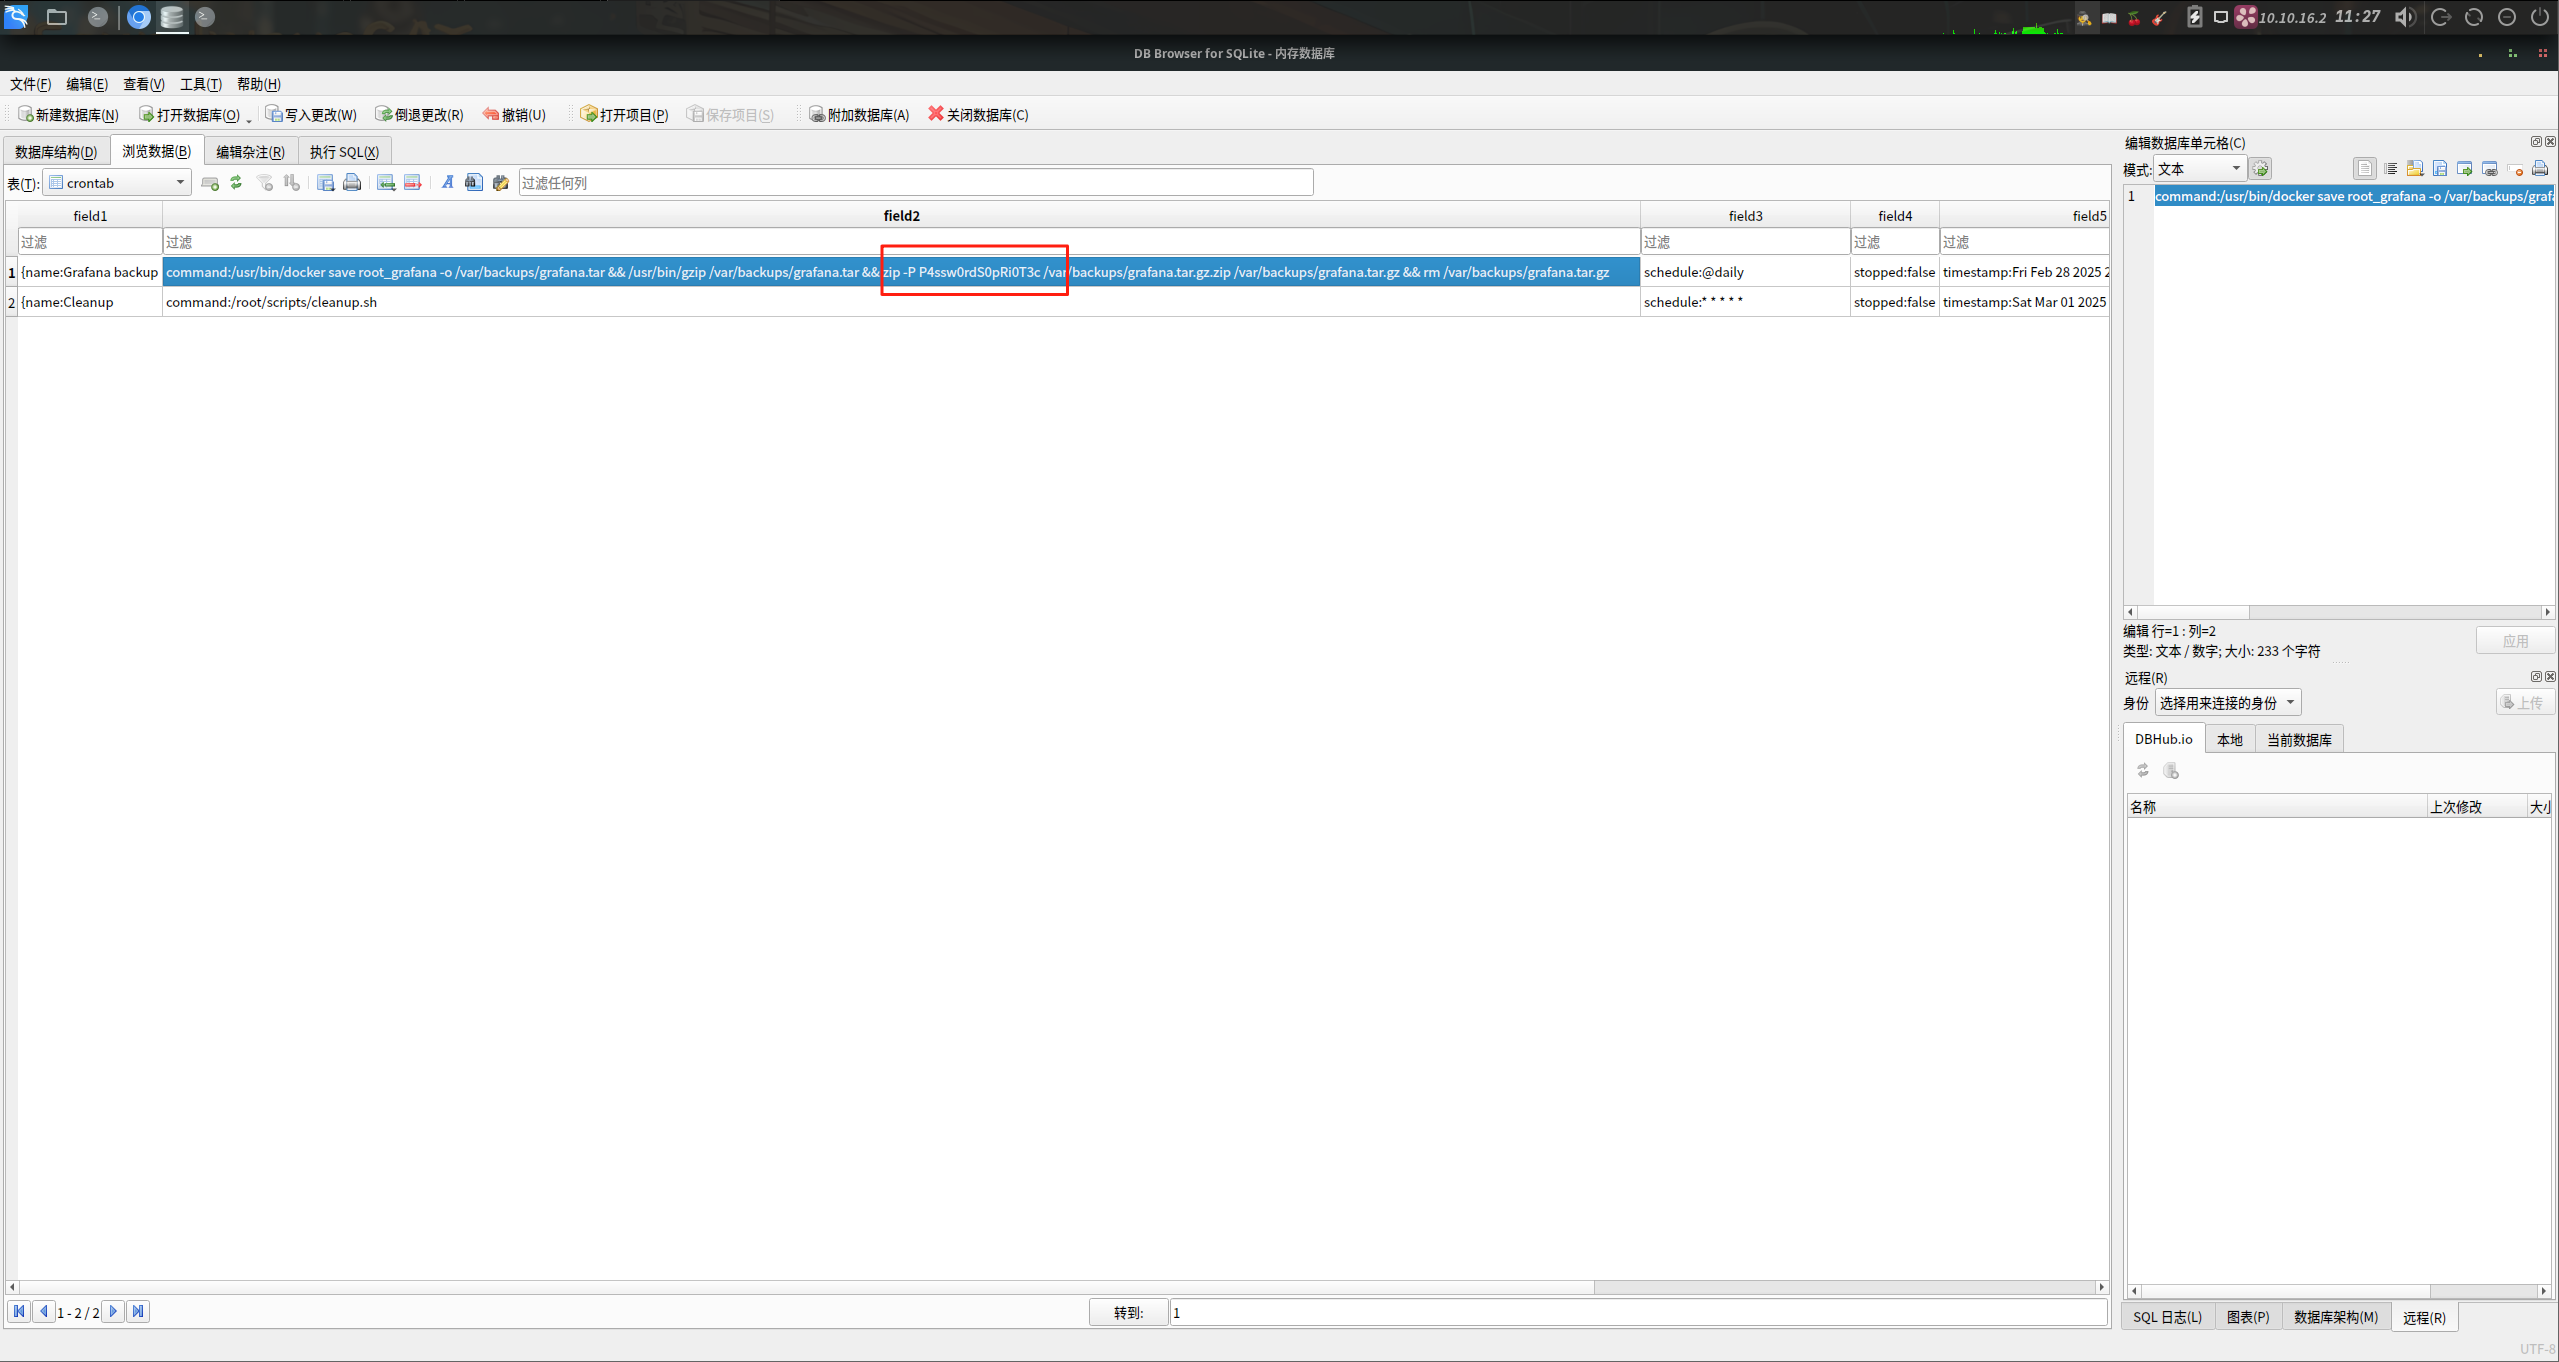 10.10.16.2 11:27
DB Browser for SQLite - 内存数据库
文件(F) 编辑(E) 查看(V) 工具(T) 帮助(H)
新建数据库(N) 打开数据库(O) 写入更改(W) 倒退更改(R) 撤销(U) 打开项目(P) 保存项目(S) 附加数据库(A) 关闭数据库(C)
数据库结构(D) 浏览数据(B) 编辑杂注(R) 执行 SQL(X)
表(T): crontab 过滤任何列
field1 field2 field3 field4 field5
过滤 过滤 过滤 过滤 过滤
1 {name:Grafana backup command:/usr/bin/docker save root_grafana -o /var/backups/grafana.tar && /usr/bin/gzip /var/backups/grafana.tar && zip -P P4ssw0rdS0pRi0T3c /var/backups/grafana.tar.gz.zip /var/backups/grafana.tar.gz && rm /var/backups/grafana.tar.gz schedule:@daily stopped:false timestamp:Fri Feb 28 2025 2
2 {name:Cleanup command:/root/scripts/cleanup.sh schedule:* * * * * stopped:false timestamp:Sat Mar 01 2025
1 - 2 / 2
转到: 1
编辑数据库单元格(C)
模式: 文本
1 command:/usr/bin/docker save root_grafana -o /var/backups/grafa
编辑 行=1 : 列=2
类型: 文本 / 数字; 大小: 233 个字符
应用
远程(R)
身份 选择用来连接的身份 上传
DBHub.io 本地 当前数据库
名称 上次修改 大小
SQL 日志(L) 图表(P) 数据库架构(M) 远程(R)
UTF-8